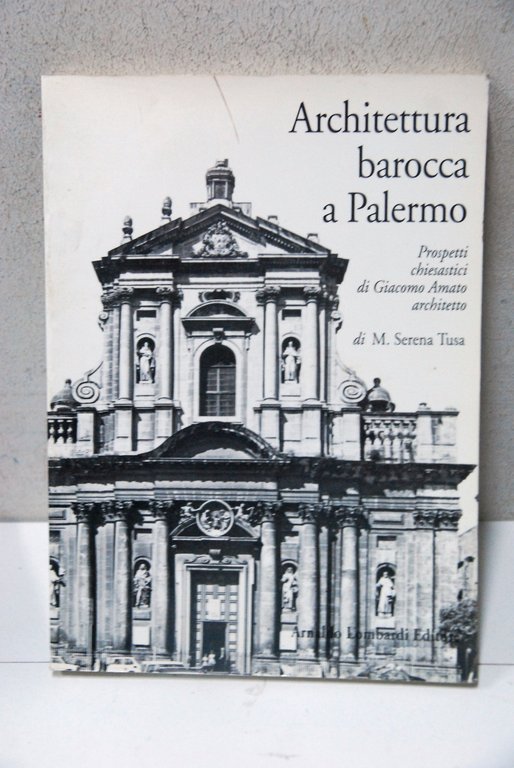 Architettura
barocca
a Palermo
Prospetti
chiesastici
di Giacomo Amato
architetto
di M. Serena Tusa
Arnaldo Lombardi Editore